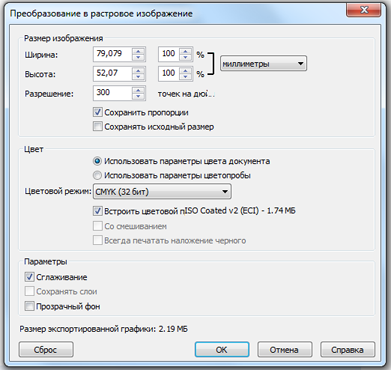 Преобразование в растровое изображение
Размер изображения
Ширина: 79,079 100 % миллиметры
Высота: 52,07 100 %
Разрешение: 300 точек на дюй...
Сохранить пропорции
Сохранять исходный размер
Цвет
Использовать параметры цвета документа
Использовать параметры цветопробы
Цветовой режим: CMYK (32 бит)
Встроить цветовой пISO Coated v2 (ECI) - 1.74 МБ
Со смешиванием
Всегда печатать наложение черного
Параметры
Сглаживание
Сохранять слои
Прозрачный фон
Размер экспортированной графики: 2.19 МБ
Сброс OK Отмена Справка